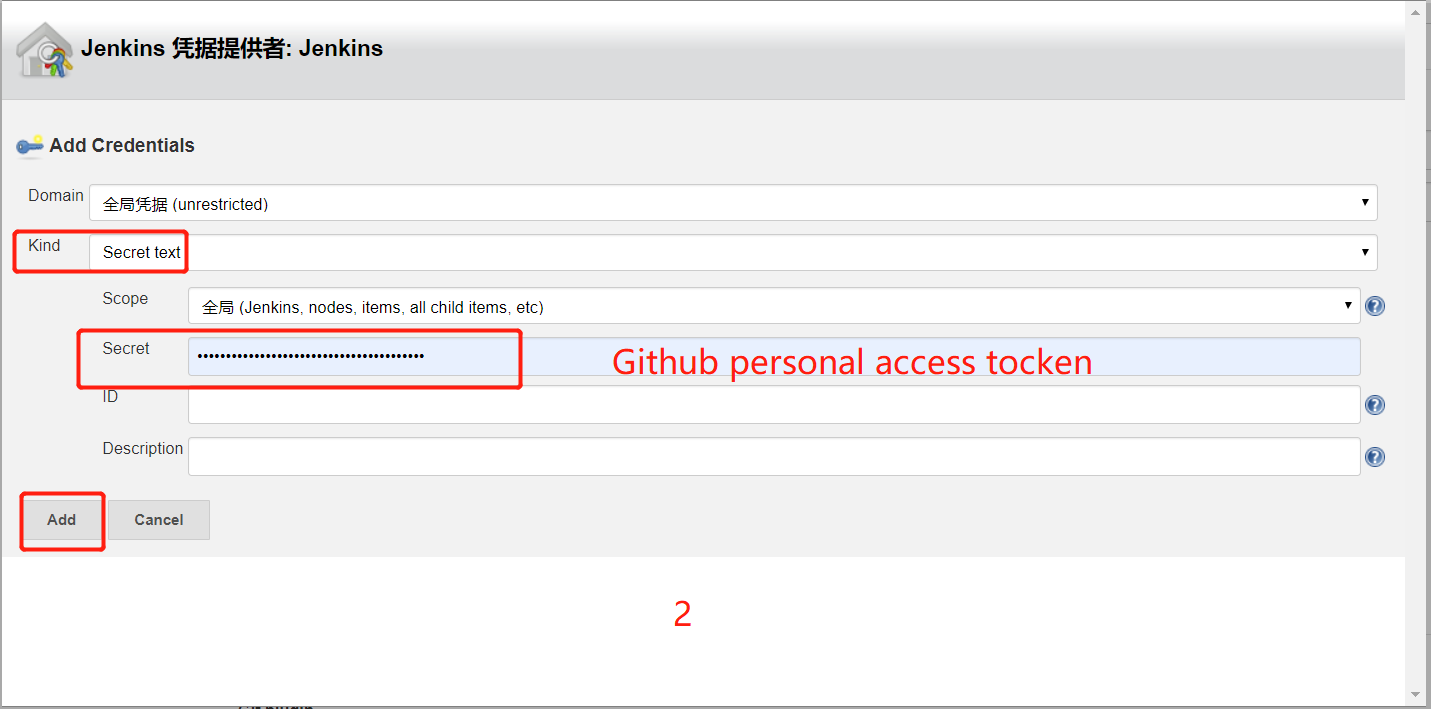 Jenkins 凭据提供者: Jenkins
Add Credentials
Domain 全局凭据 (unrestricted)
Kind Secret text
Scope 全局 (Jenkins, nodes, items, all child items, etc)
Secret •••••••••••••••••••••••••••••••••••••••• Github personal access tocken
ID
Description
Add Cancel
2